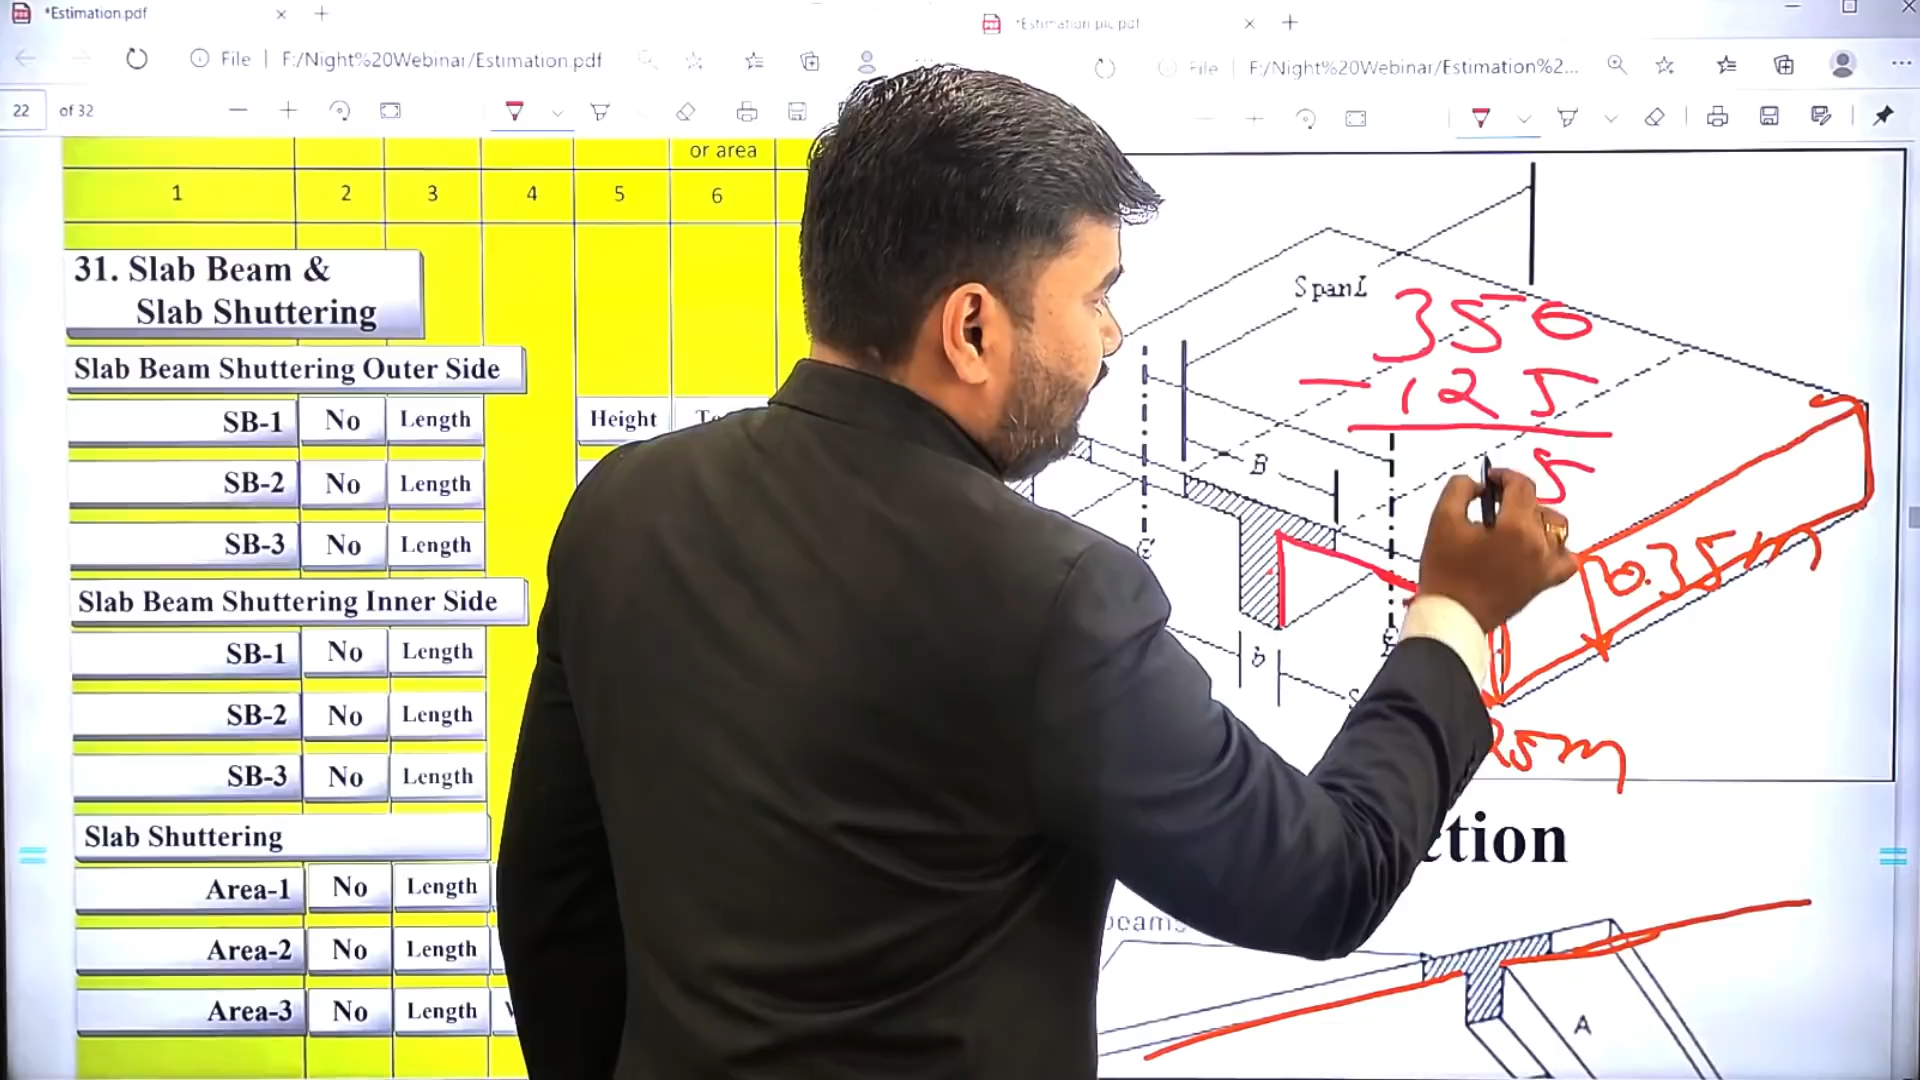 *Estimation.pdf
*Estimation pic.pdf
File F:/Night%20Webinar/Estimation.pdf
File F:/Night%20Webinar/Estimation%2...
22 of 32
or area
1 2 3 4 5 6
31. Slab Beam &
Slab Shuttering
Slab Beam Shuttering Outer Side
SB-1 No Length Height
SB-2 No Length
SB-3 No Length
Slab Beam Shuttering Inner Side
SB-1 No Length
SB-2 No Length
SB-3 No Length
Slab Shuttering
Area-1 No Length
Area-2 No Length
Area-3 No Length
Span L
350
-125
5
B
0.35m
b
25m
ction
beams
A